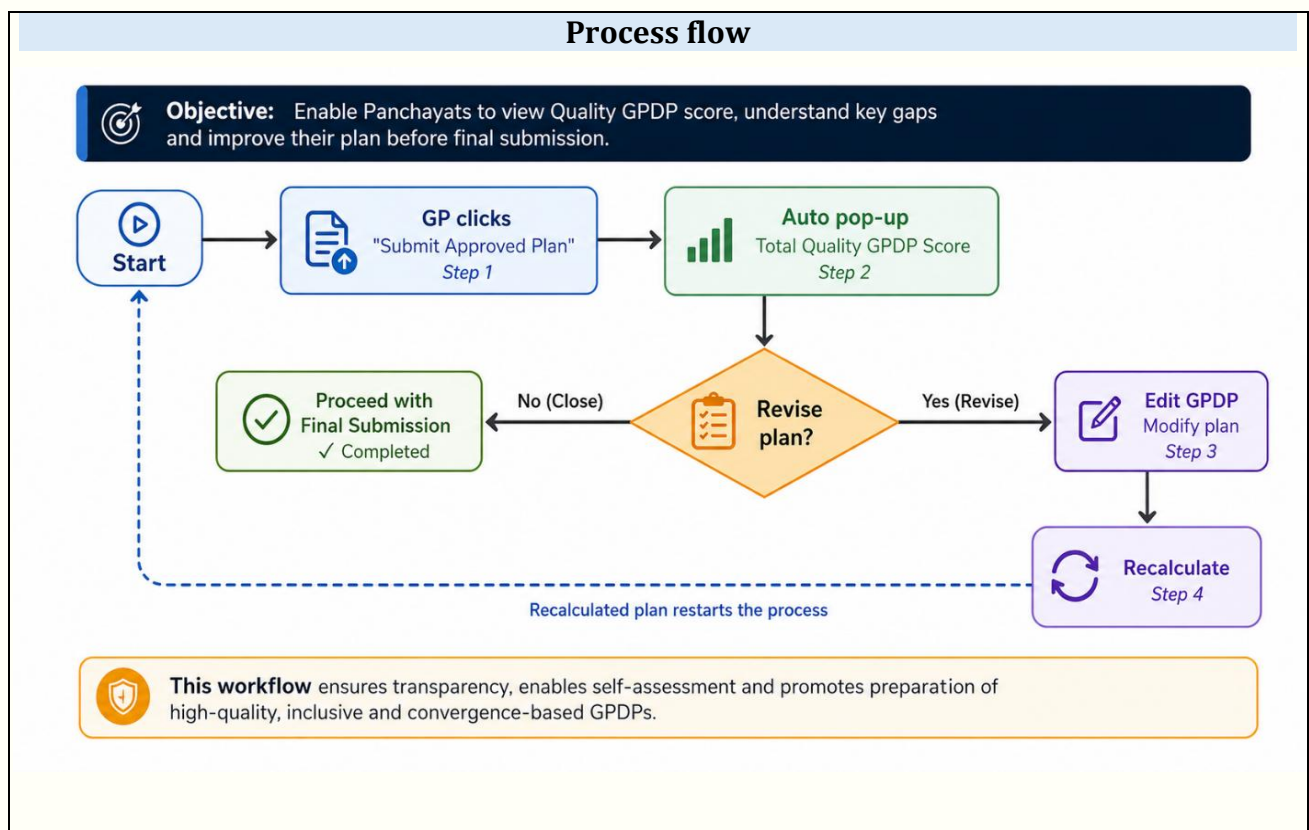 Process flow
Objective: Enable Panchayats to view Quality GPDP score, understand key gaps
and improve their plan before final submission.
Start
GP clicks
"Submit Approved Plan"
Step 1
Auto pop-up
Total Quality GPDP Score
Step 2
Revise
plan?
No (Close)
Proceed with
Final Submission
✓ Completed
Yes (Revise)
Edit GPDP
Modify plan
Step 3
Recalculate
Step 4
Recalculated plan restarts the process
This workflow ensures transparency, enables self-assessment and promotes preparation of
high-quality, inclusive and convergence-based GPDPs.